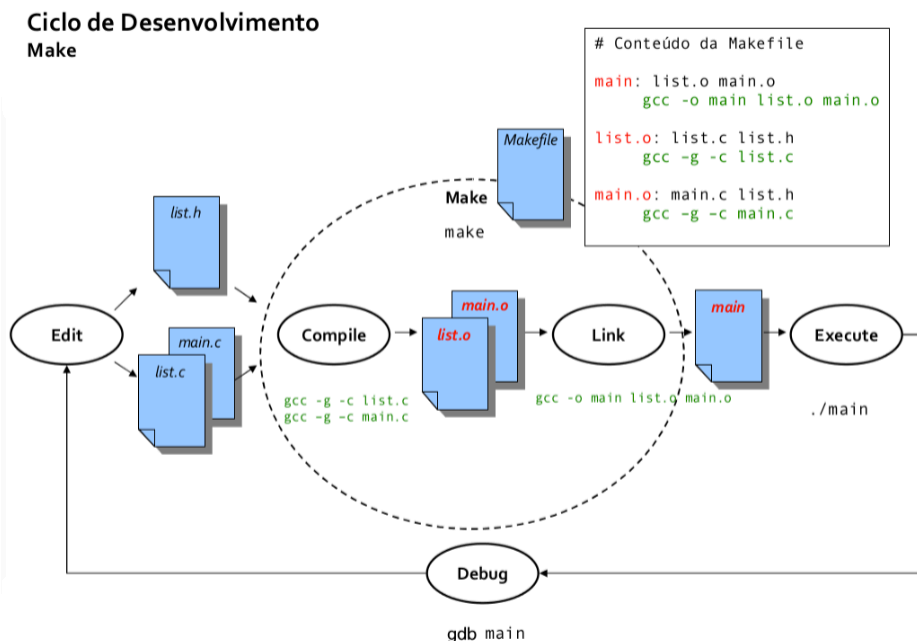 Ciclo de Desenvolvimento
Make
# Conteúdo da Makefile
main: list.o main.o
gcc -o main list.o main.o
list.o: list.c list.h
gcc -g -c list.c
main.o: main.c list.h
gcc -g -c main.c
Makefile
Make
make
list.h
Edit
main.c
list.c
Compile
gcc -g -c list.c
gcc -g -c main.c
main.o
list.o
Link
gcc -o main list.o main.o
main
Execute
./main
Debug
gdb main